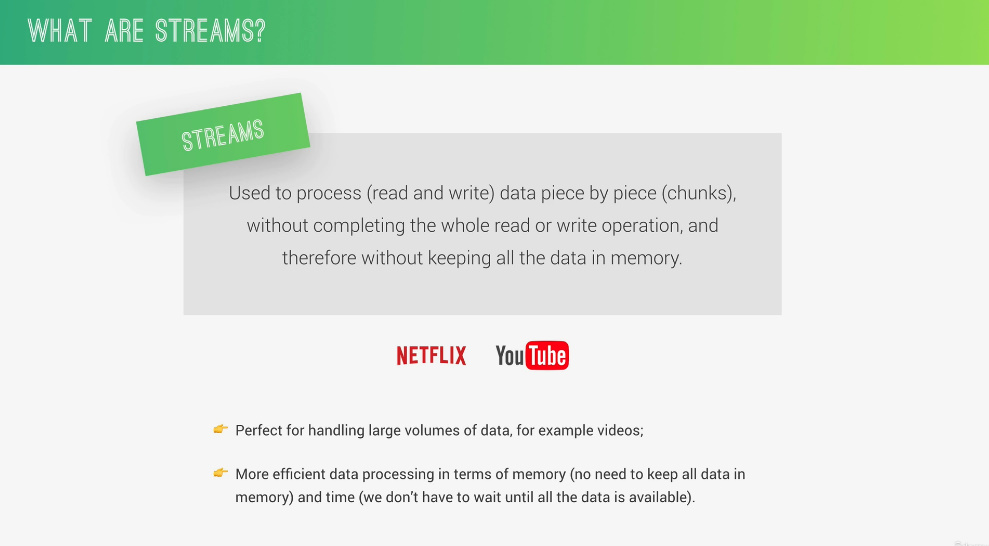 WHAT ARE STREAMS?
STREAMS
Used to process (read and write) data piece by piece (chunks),
without completing the whole read or write operation, and
therefore without keeping all the data in memory.
NETFLIX YouTube
Perfect for handling large volumes of data, for example videos;
More efficient data processing in terms of memory (no need to keep all data in
memory) and time (we don't have to wait until all the data is available).